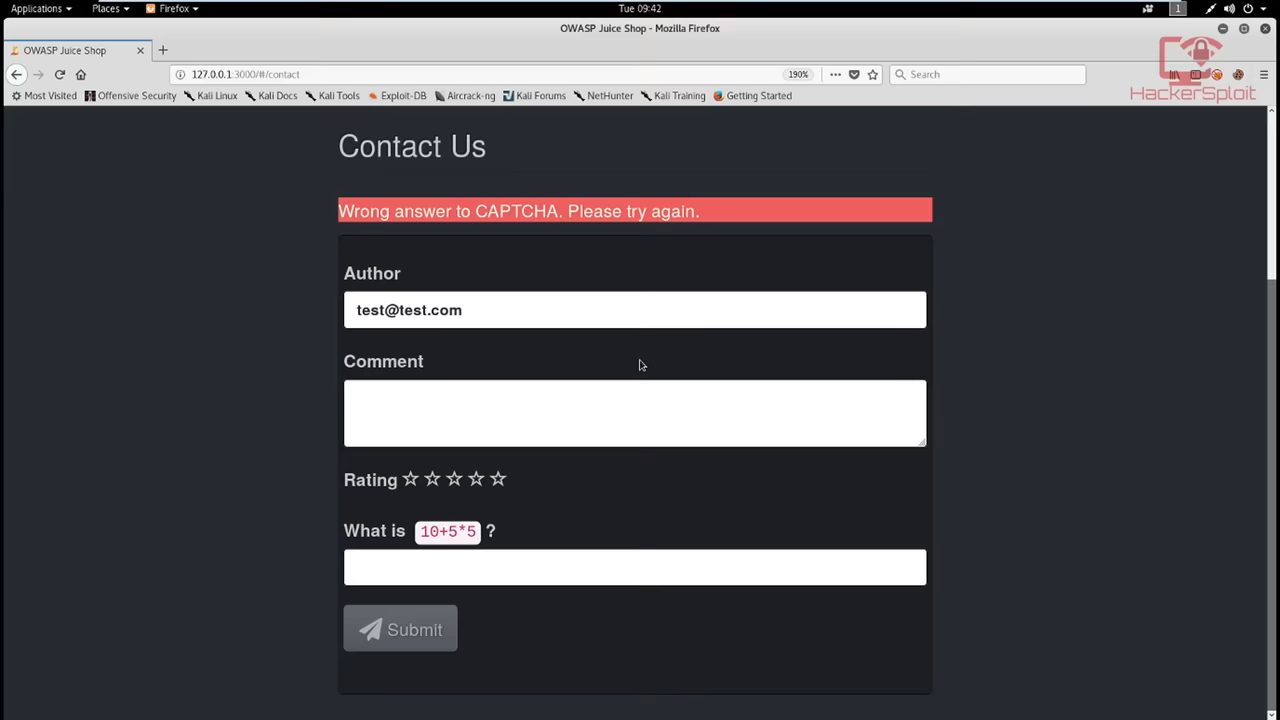 Applications Places Firefox Tue 09:42 1
OWASP Juice Shop - Mozilla Firefox
OWASP Juice Shop
127.0.0.1:3000/#/contact 190% Search
HackerSploit
Most Visited Offensive Security Kali Linux Kali Docs Kali Tools Exploit-DB Aircrack-ng Kali Forums NetHunter Kali Training Getting Started
Contact Us
Wrong answer to CAPTCHA. Please try again.
Author
test@test.com
Comment
Rating
What is 10+5*5 ?
Submit